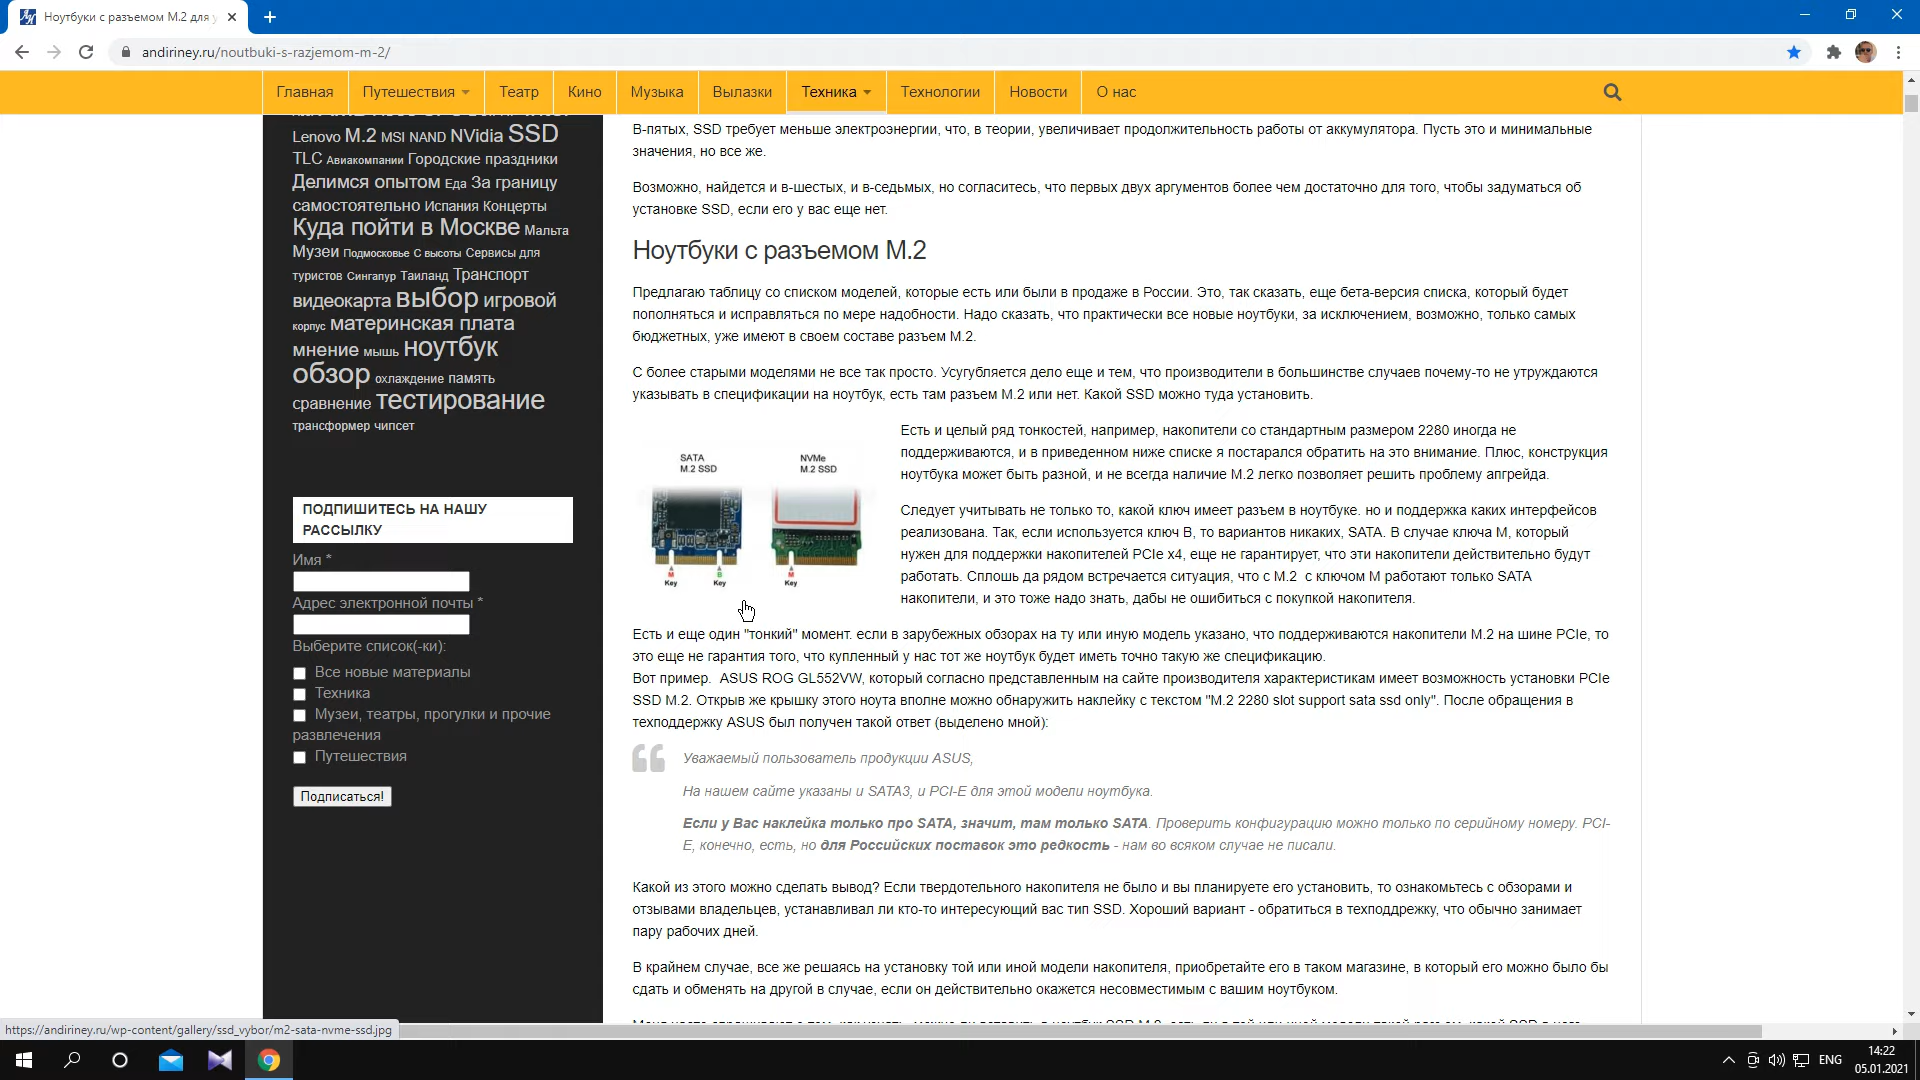 Ноутбуки с разъемом М.2 для у
andiriney.ru/noutbuki-s-razjemom-m-2/
Главная Путешествия Театр Кино Музыка Вылазки Техника Технологии Новости О нас
Lenovo M.2 MSI NAND NVidia SSD
TLC Авиакомпании Городские праздники
Делимся опытом Еда За границу
самостоятельно Испания Концерты
Куда пойти в Москве Мальта
Музеи Подмосковье С высоты Сервисы для
туристов Сингапур Таиланд Транспорт
видеокарта выбор игровой
корпус материнская плата
мнение мышь ноутбук
обзор охлаждение память
сравнение тестирование
трансформер чипсет
ПОДПИШИТЕСЬ НА НАШУ
РАССЫЛКУ
Имя *
Адрес электронной почты *
Выберите список(-ки):
Все новые материалы
Техника
Музеи, театры, прогулки и прочие
развлечения
Путешествия
Подписаться!
В-пятых, SSD требует меньше электроэнергии, что, в теории, увеличивает продолжительность работы от аккумулятора. Пусть это и минимальные
значения, но все же.
Возможно, найдется и в-шестых, и в-седьмых, но согласитесь, что первых двух аргументов более чем достаточно для того, чтобы задуматься об
установке SSD, если его у вас еще нет.
Ноутбуки с разъемом М.2
Предлагаю таблицу со списком моделей, которые есть или были в продаже в России. Это, так сказать, еще бета-версия списка, который будет
пополняться и исправляться по мере надобности. Надо сказать, что практически все новые ноутбуки, за исключением, возможно, только самых
бюджетных, уже имеют в своем составе разъем М.2.
С более старыми моделями не все так просто. Усугубляется дело еще и тем, что производители в большинстве случаев почему-то не утруждаются
указывать в спецификации на ноутбук, есть там разъем М.2 или нет. Какой SSD можно туда установить.
SATA
M.2 SSD
NVMe
M.2 SSD
M
Key
B
Key
M
Key
Есть и целый ряд тонкостей, например, накопители со стандартным размером 2280 иногда не
поддерживаются, и в приведенном ниже списке я постарался обратить на это внимание. Плюс, конструкция
ноутбука может быть разной, и не всегда наличие М.2 легко позволяет решить проблему апгрейда.
Следует учитывать не только то, какой ключ имеет разъем в ноутбуке. но и поддержка каких интерфейсов
реализована. Так, если используется ключ B, то вариантов никаких, SATA. В случае ключа М, который
нужен для поддержки накопителей PCIe x4, еще не гарантирует, что эти накопители действительно будут
работать. Сплошь да рядом встречается ситуация, что с М.2 с ключом М работают только SATA
накопители, и это тоже надо знать, дабы не ошибиться с покупкой накопителя.
Есть и еще один "тонкий" момент. если в зарубежных обзорах на ту или иную модель указано, что поддерживаются накопители М.2 на шине PCIe, то
это еще не гарантия того, что купленный у нас тот же ноутбук будет иметь точно такую же спецификацию.
Вот пример. ASUS ROG GL552VW, который согласно представленным на сайте производителя характеристикам имеет возможность установки PCIe
SSD M.2. Открыв же крышку этого ноута вполне можно обнаружить наклейку с текстом "M.2 2280 slot support sata ssd only". После обращения в
техподдержку ASUS был получен такой ответ (выделено мной):
Уважаемый пользователь продукции ASUS,
На нашем сайте указаны и SATA3, и PCI-E для этой модели ноутбука.
Если у Вас наклейка только про SATA, значит, там только SATA. Проверить конфигурацию можно только по серийному номеру. PCI-
E, конечно, есть, но для Российских поставок это редкость - нам во всяком случае не писали.
Какой из этого можно сделать вывод? Если твердотельного накопителя не было и вы планируете его установить, то ознакомьтесь с обзорами и
отзывами владельцев, устанавливал ли кто-то интересующий вас тип SSD. Хороший вариант - обратиться в техподдрежку, что обычно занимает
пару рабочих дней.
В крайнем случае, все же решаясь на установку той или иной модели накопителя, приобретайте его в таком магазине, в который его можно было бы
сдать и обменять на другой в случае, если он действительно окажется несовместимым с вашим ноутбуком.
https://andiriney.ru/wp-content/gallery/ssd_vybor/m2-sata-nvme-ssd.jpg
ENG
14:22
05.01.2021